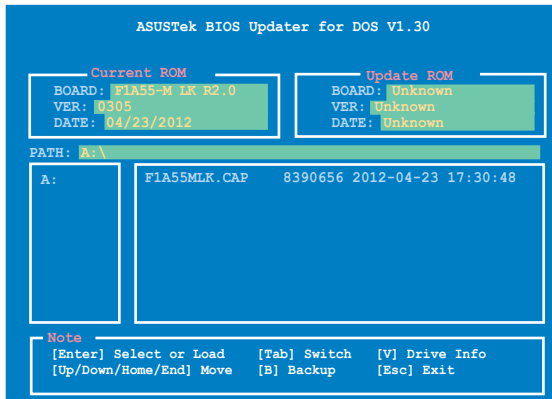 ASUSTek BIOS Updater for DOS V1.30
Current ROM
BOARD: F1A55-M LK R2.0
VER: 0305
DATE: 04/23/2012
Update ROM
BOARD: Unknown
VER: Unknown
DATE: Unknown
PATH: A:\
A:
F1A55MLK.CAP 8390656 2012-04-23 17:30:48
Note
[Enter] Select or Load [Tab] Switch [V] Drive Info
[Up/Down/Home/End] Move [B] Backup [Esc] Exit